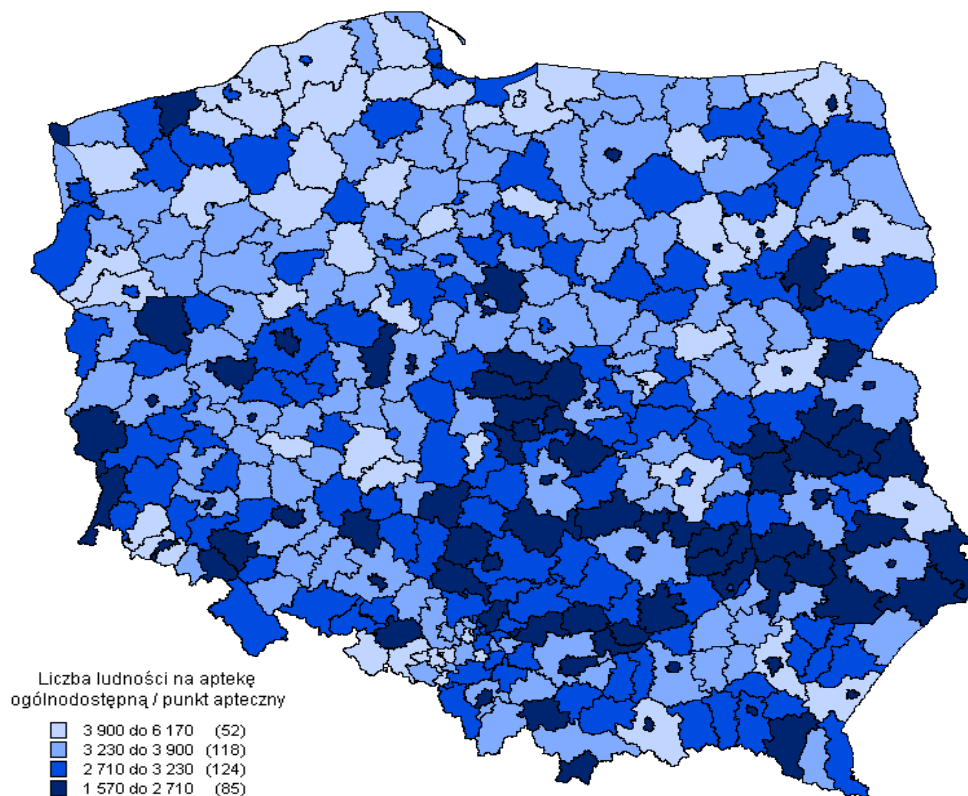 Liczba ludności na aptekę
ogólnodostępną / punkt apteczny
3 900 do 6 170 (52)
3 230 do 3 900 (118)
2 710 do 3 230 (124)
1 570 do 2 710 (85)